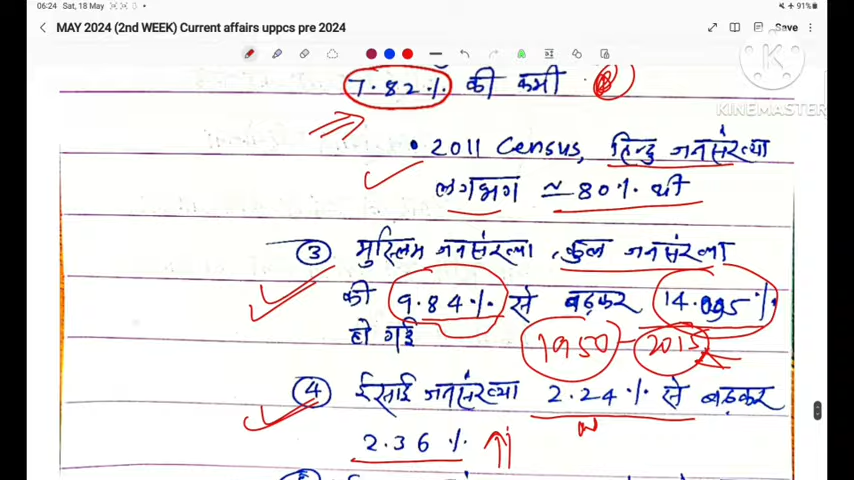 06:24 Sat, 18 May
91%
MAY 2024 (2nd WEEK) Current affairs uppcs pre 2024
Save
7.82% की कमी
• 2011 Census, हिन्दु जनसंख्या
लगभग ≈ 80% थी
③ मुस्लिम जनसंख्या, कुल जनसंख्या
की 9.84% से बढ़कर 14.095%
हो गई
1950 - 2015
④ ईसाई जनसंख्या 2.24% से बढ़कर
2.36%
KINEMASTER